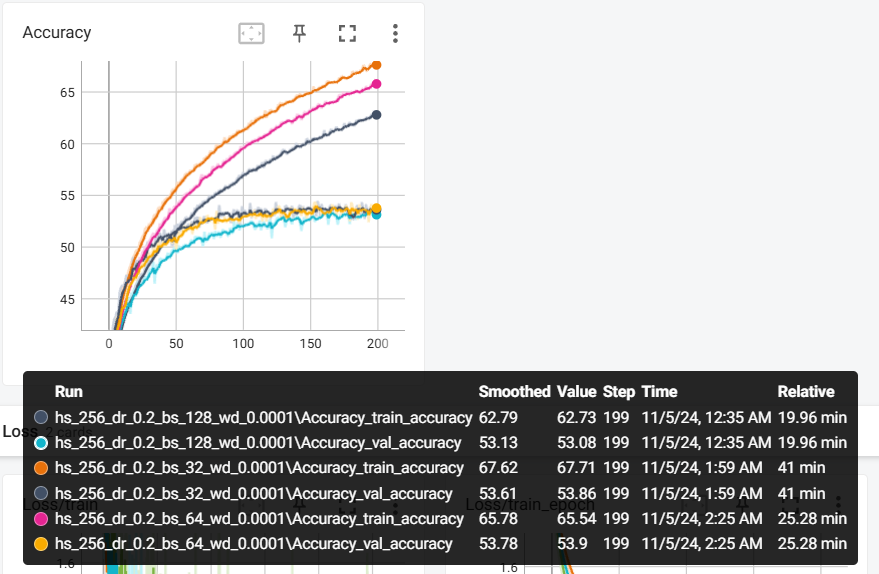 Accuracy
65
60
55
50
45
0 50 100 150 200
Run Smoothed Value Step Time Relative
hs_256_dr_0.2_bs_128_wd_0.0001\Accuracy_train_accuracy 62.79 62.73 199 11/5/24, 12:35 AM 19.96 min
hs_256_dr_0.2_bs_128_wd_0.0001\Accuracy_val_accuracy 53.13 53.08 199 11/5/24, 12:35 AM 19.96 min
hs_256_dr_0.2_bs_32_wd_0.0001\Accuracy_train_accuracy 67.62 67.71 199 11/5/24, 1:59 AM 41 min
hs_256_dr_0.2_bs_32_wd_0.0001\Accuracy_val_accuracy 53.61 53.86 199 11/5/24, 1:59 AM 41 min
hs_256_dr_0.2_bs_64_wd_0.0001\Accuracy_train_accuracy 65.78 65.54 199 11/5/24, 2:25 AM 25.28 min
hs_256_dr_0.2_bs_64_wd_0.0001\Accuracy_val_accuracy 53.78 53.9 199 11/5/24, 2:25 AM 25.28 min
Loss 2 cards
Loss/train Loss/train_epoch
1.6 1.6